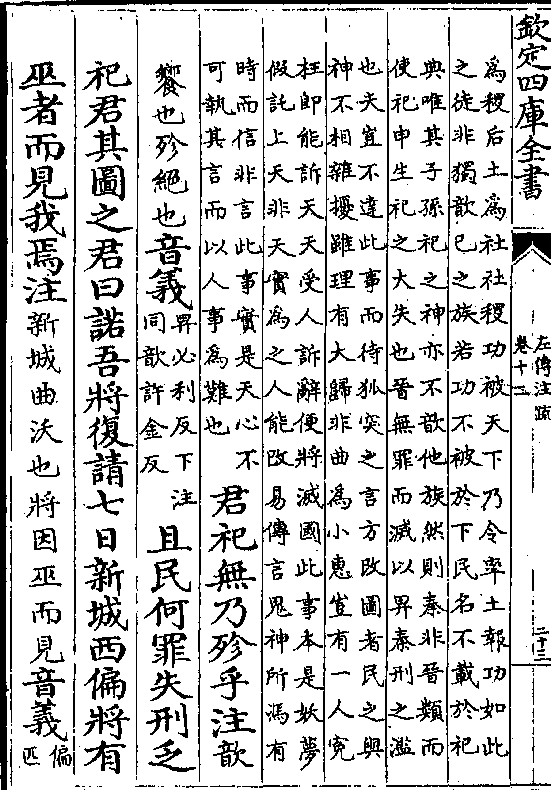 欽定四庫全書
左傳注疏
卷十二
二十三
為稷后土為社社稷功被天下乃令率土報功如此
之徒非獨歆己之族若功不被於下民名不載於祀
典唯其子孫祀之神亦不歆他族然則秦非晉類而
使祀申生祀之大失也晉無罪而滅以畀秦刑之濫
也天豈不達此事而待狐突之言方改圖者民之與
神不相雜擾雖理有大歸非曲為小惠豈有一人寃
枉即能訴天天受人訴辭便將滅國此事本是妖夢
假託上天非天實為之人能改易傳言鬼神所馮有
時而信非言此事實是天心不
可執其言而以人事為難也
君祀無乃殄乎注歆
饗也殄絕也音義
畀必利反下注
同歆許金反
且民何罪失刑乏
祀君其圖之君曰諾吾將復請七日新城西偏將有
巫者而見我焉注新城曲沃也將因巫而見音義
偏
匹